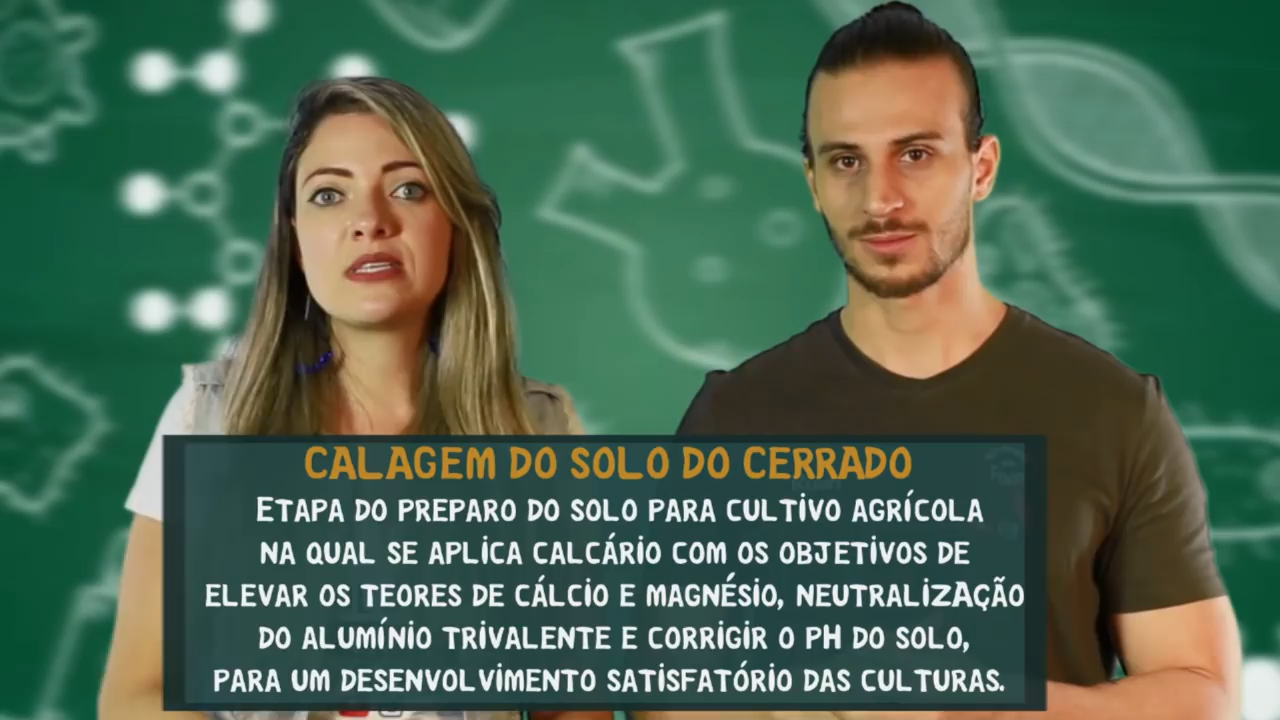 CALAGEM DO SOLO DO CERRADO
ETAPA DO PREPARO DO SOLO PARA CULTIVO AGRÍCOLA
NA QUAL SE APLICA CALCÁRIO COM OS OBJETIVOS DE
ELEVAR OS TEORES DE CÁLCIO E MAGNÉSIO, NEUTRALIZAÇÃO
DO ALUMÍNIO TRIVALENTE E CORRIGIR O PH DO SOLO,
PARA UM DESENVOLVIMENTO SATISFATÓRIO DAS CULTURAS.